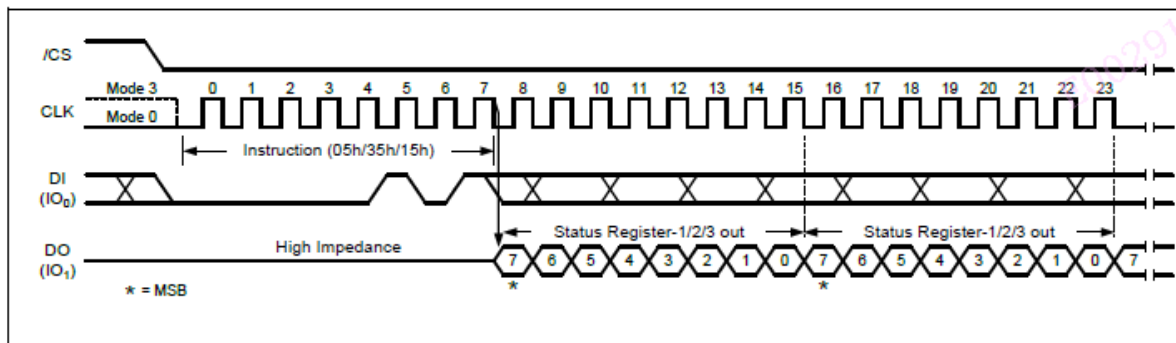 /CS
Mode 3 0 1 2 3 4 5 6 7 8 9 10 11 12 13 14 15 16 17 18 19 20 21 22 23
CLK
Mode 0
Instruction (05h/35h/15h)
DI
(IO0)
Status Register-1/2/3 out Status Register-1/2/3 out
High Impedance
DO
(IO1)
7 6 5 4 3 2 1 0 7 6 5 4 3 2 1 0 7
* *
* = MSB